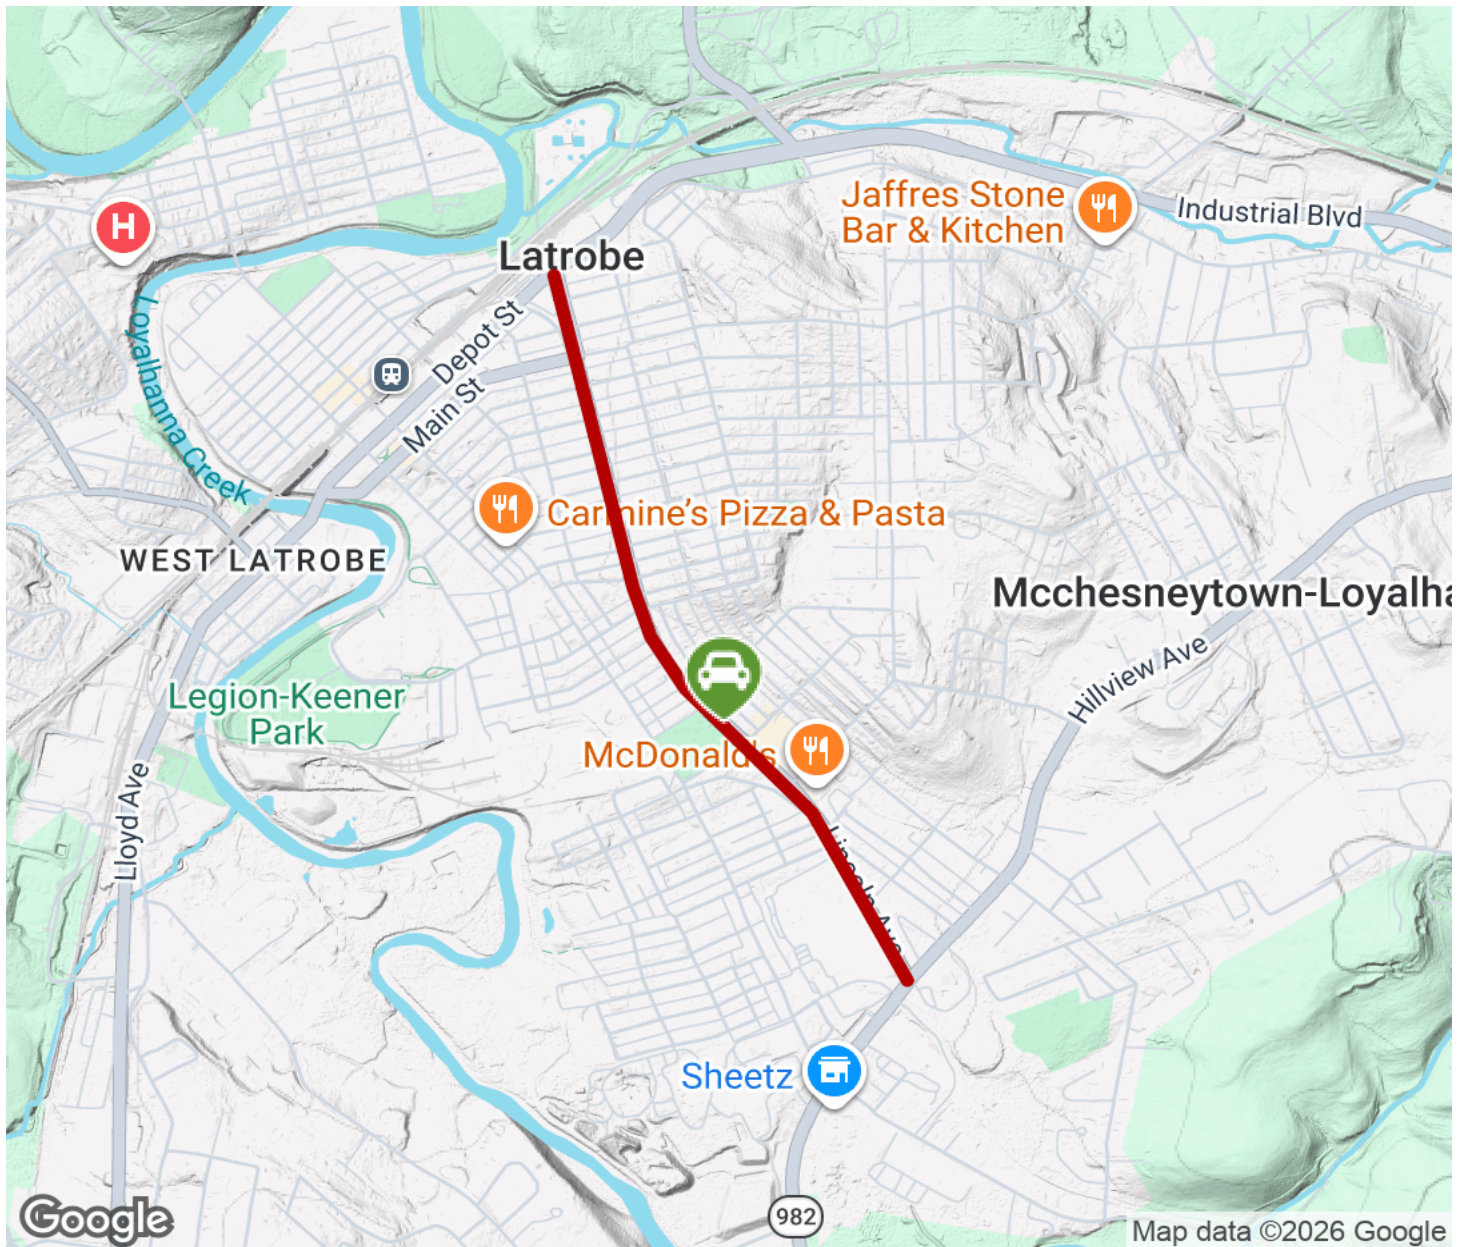 Jaffres Stone
Bar & Kitchen
Industrial Blvd
H
Latrobe
Depot St
Main St
Loyalhanna Creek
Carmine's Pizza & Pasta
WEST LATROBE
Mcchesneytown-Loyalha
Hillview Ave
Legion-Keener
Park
McDonald's
Lloyd Ave
Lincoln Ave
Sheetz
982
Google
Map data ©2026 Google